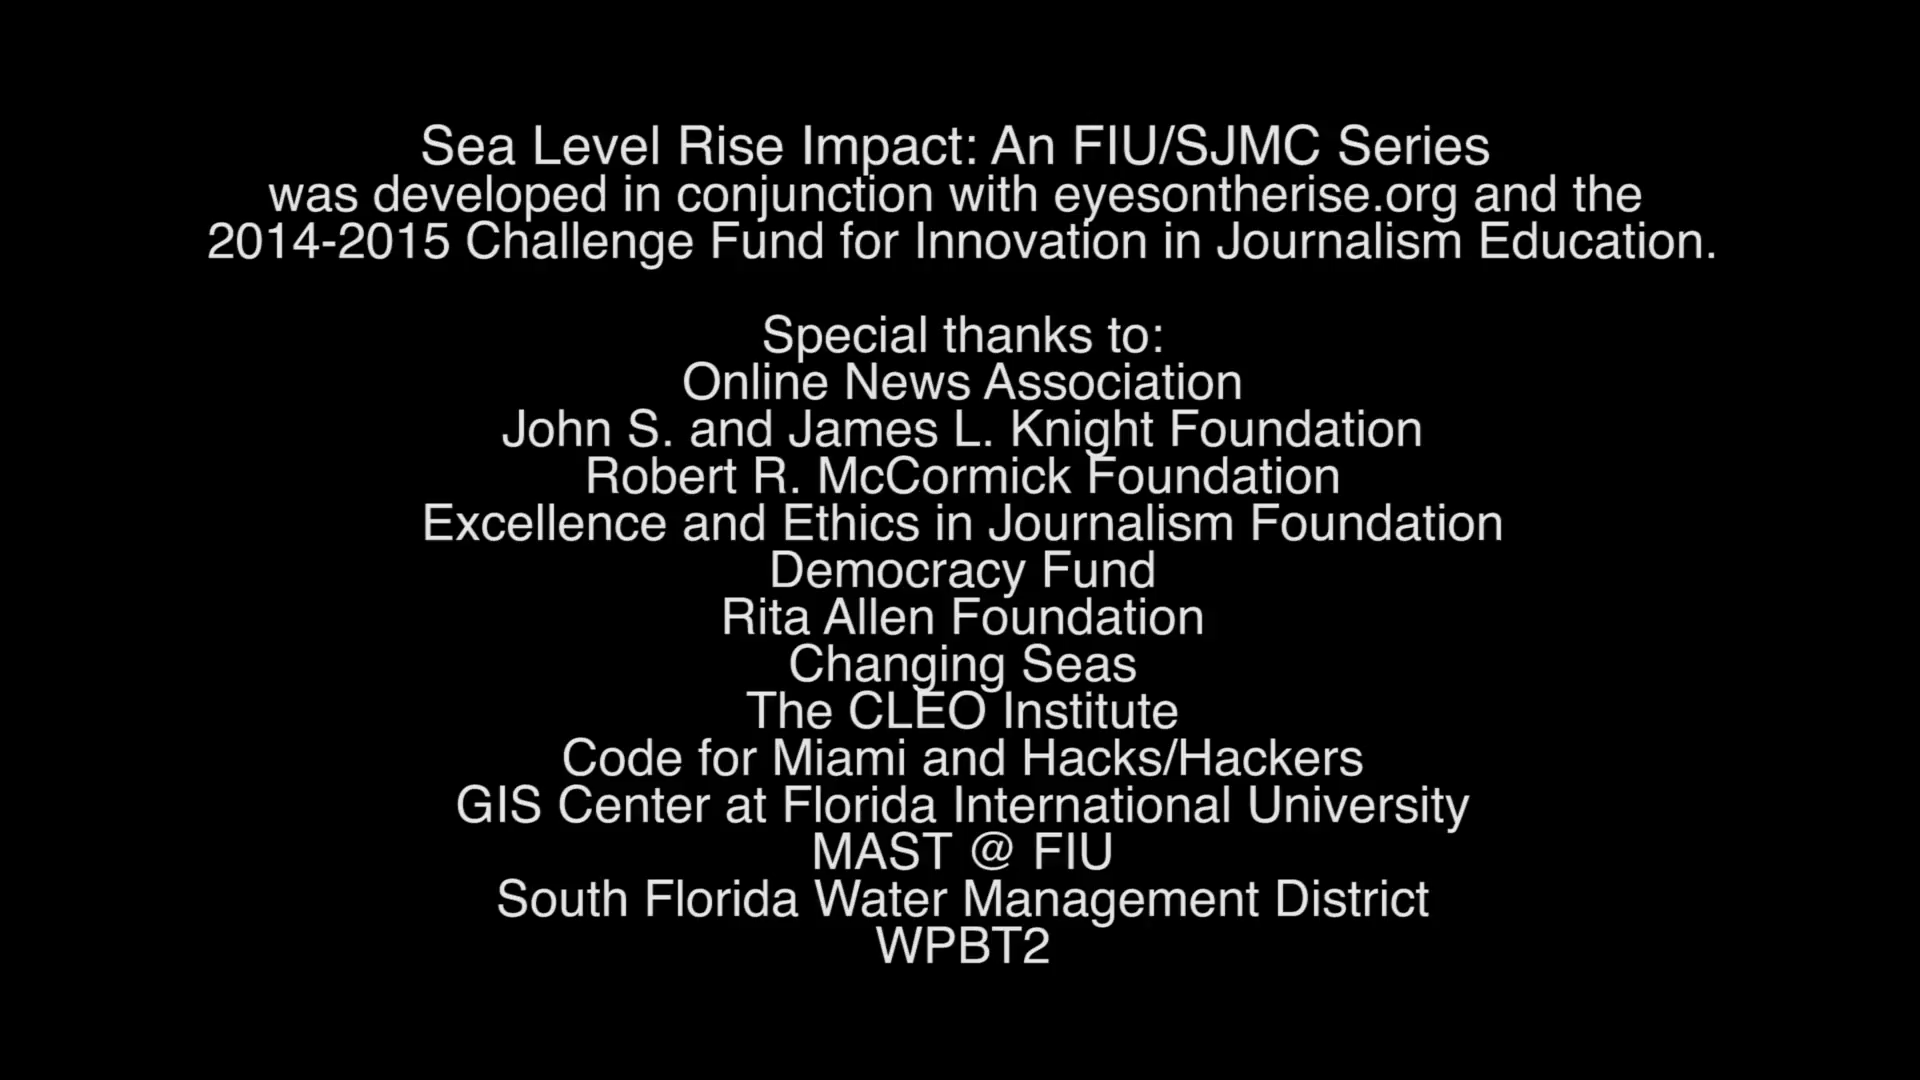 Sea Level Rise Impact: An FIU/SJMC Series
was developed in conjunction with eyesontherise.org and the
2014-2015 Challenge Fund for Innovation in Journalism Education.
Special thanks to:
Online News Association
John S. and James L. Knight Foundation
Robert R. McCormick Foundation
Excellence and Ethics in Journalism Foundation
Democracy Fund
Rita Allen Foundation
Changing Seas
The CLEO Institute
Code for Miami and Hacks/Hackers
GIS Center at Florida International University
MAST @ FIU
South Florida Water Management District
WPBT2